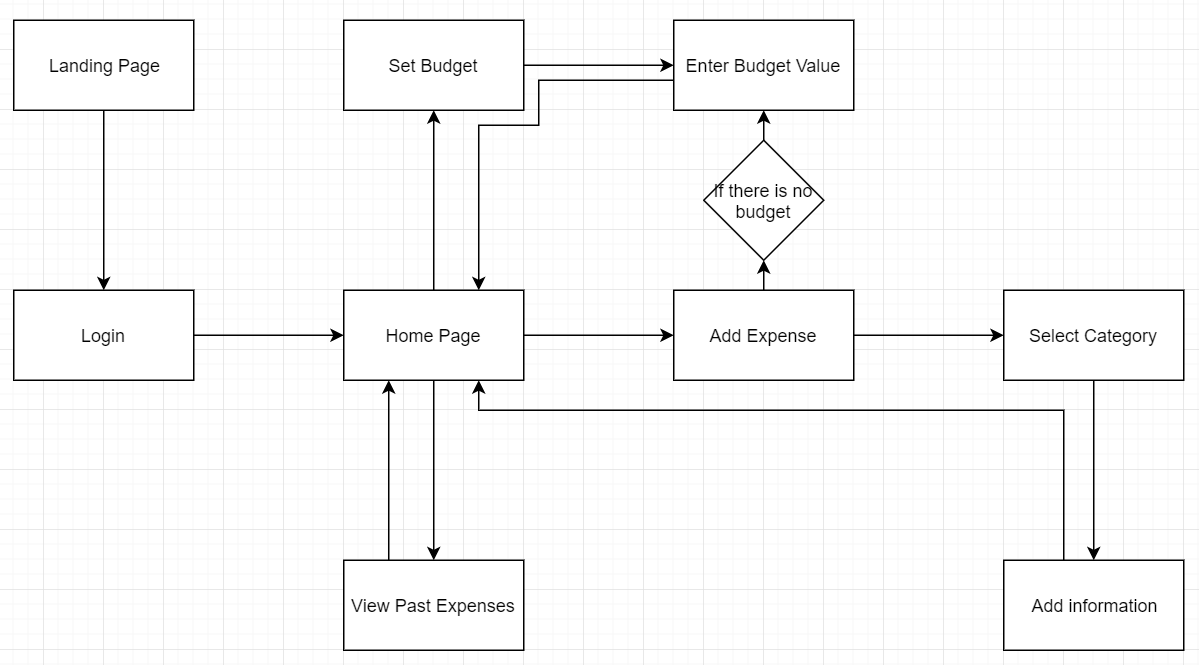 Landing Page
Set Budget
Enter Budget Value
If there is no
budget
Login
Home Page
Add Expense
Select Category
View Past Expenses
Add information